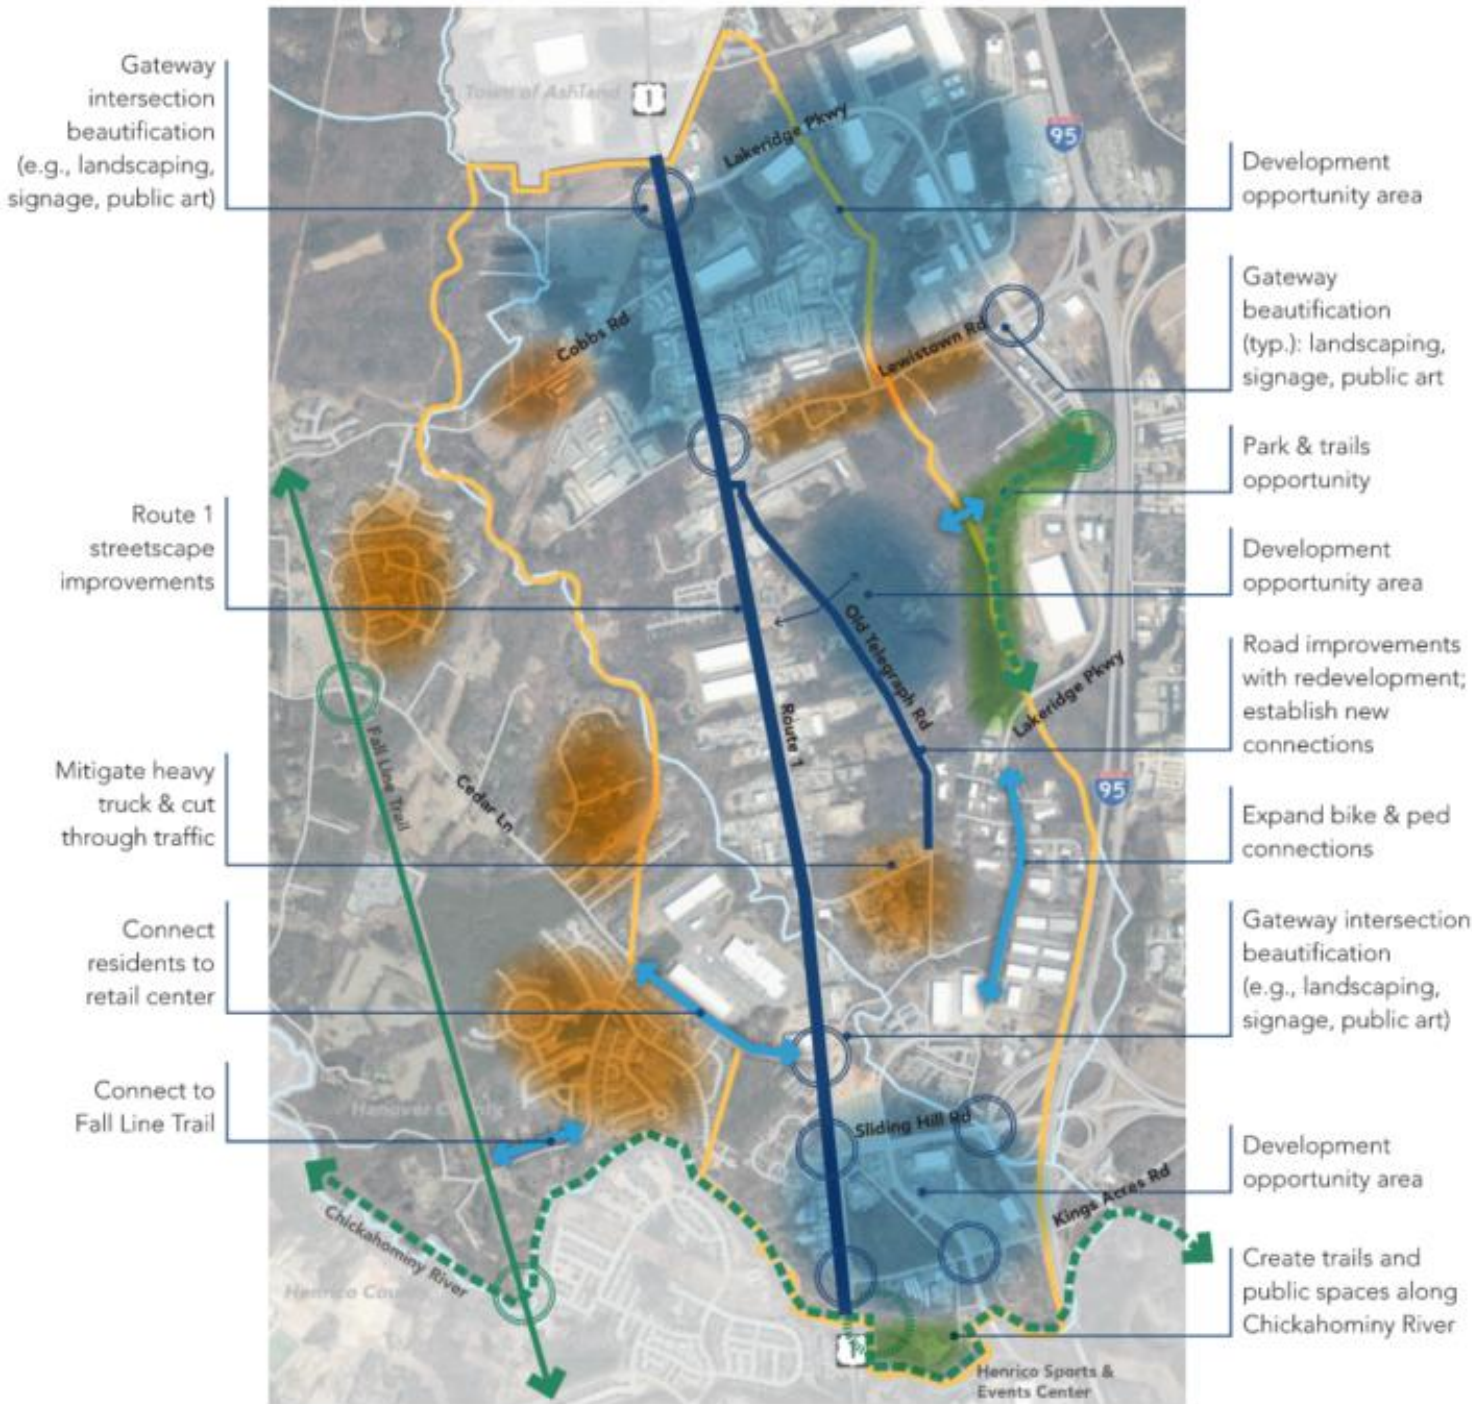 Gateway
intersection
beautification
(e.g., landscaping,
signage, public art)
Route 1
streetscape
improvements
Mitigate heavy
truck & cut
through traffic
Connect
residents to
retail center
Connect to
Fall Line Trail
Town of Ashland
1
Lakeridge Pkwy
95
Cobbs Rd
Lewistown Rd
Old Telegraph Rd
Route 1
Lakeridge Pkwy
95
Fall Line Trail
Cedar Ln
Hanover County
Sliding Hill Rd
Kings Acres Rd
Chickahominy River
Henrico County
1
Henrico Sports &
Events Center
Development
opportunity area
Gateway
beautification
(typ.): landscaping,
signage, public art
Park & trails
opportunity
Development
opportunity area
Road improvements
with redevelopment;
establish new
connections
Expand bike & ped
connections
Gateway intersection
beautification
(e.g., landscaping,
signage, public art)
Development
opportunity area
Create trails and
public spaces along
Chickahominy River